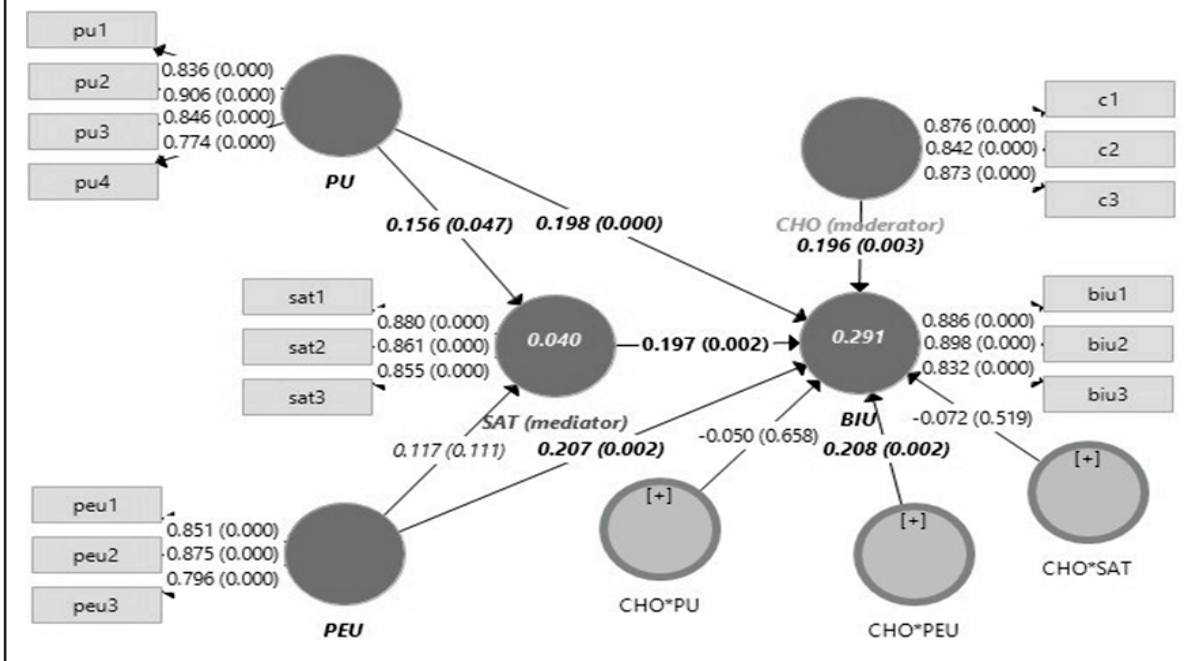 pu1
pu2
pu3
pu4
0.836 (0.000)
0.906 (0.000)
0.846 (0.000)
0.774 (0.000)
PU
c1
c2
c3
0.876 (0.000)
0.842 (0.000)
0.873 (0.000)
CHO (moderator)
0.196 (0.003)
0.156 (0.047)
0.198 (0.000)
sat1
sat2
sat3
0.880 (0.000)
0.861 (0.000)
0.855 (0.000)
0.040
SAT (mediator)
0.197 (0.002)
0.291
BIU
0.886 (0.000)
0.898 (0.000)
0.832 (0.000)
biu1
biu2
biu3
0.117 (0.111)
0.207 (0.002)
-0.050 (0.658)
0.208 (0.002)
-0.072 (0.519)
peu1
peu2
peu3
0.851 (0.000)
0.875 (0.000)
0.796 (0.000)
PEU
[+]
CHO*PU
[+]
CHO*PEU
[+]
CHO*SAT